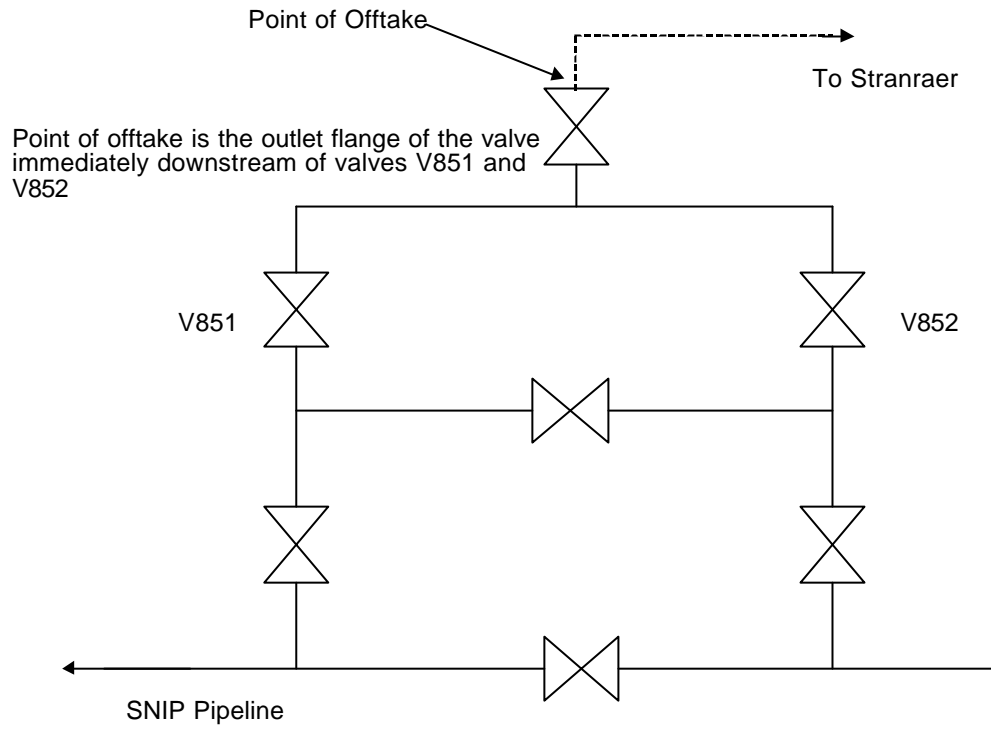 Point of Offtake
To Stranraer
Point of offtake is the outlet flange of the valve
immediately downstream of valves V851 and
V852
V851
V852
SNIP Pipeline